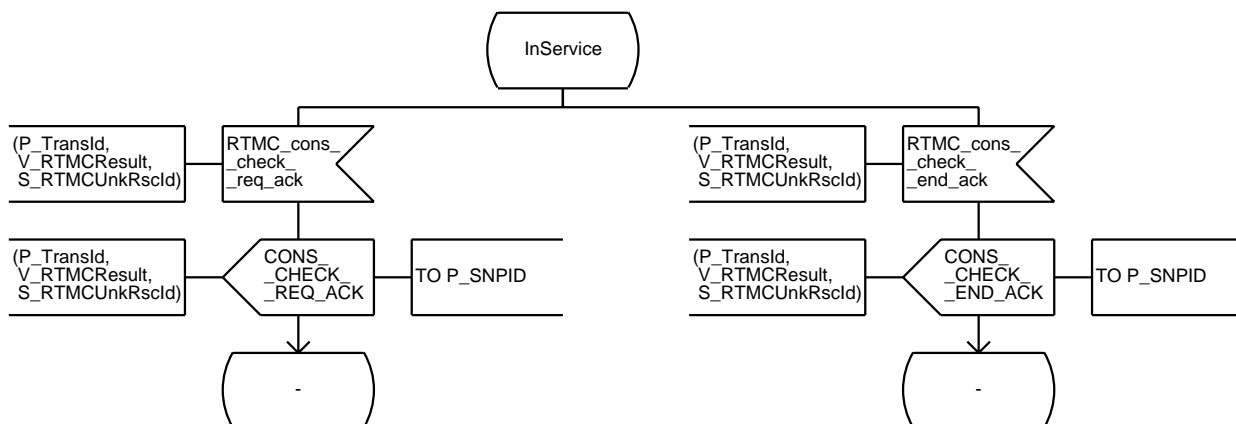 InService
(P_TransId,
V_RTMCResult,
S_RTMCUnkRscId)
RTMC_cons_
_check_
_req_ack
(P_TransId,
V_RTMCResult,
S_RTMCUnkRscId)
RTMC_cons_
_check_
_end_ack
(P_TransId,
V_RTMCResult,
S_RTMCUnkRscId)
CONS_
_CHECK_
_REQ_ACK
TO P_SNPID
(P_TransId,
V_RTMCResult,
S_RTMCUnkRscId)
CONS_
_CHECK_
_END_ACK
TO P_SNPID
-
-